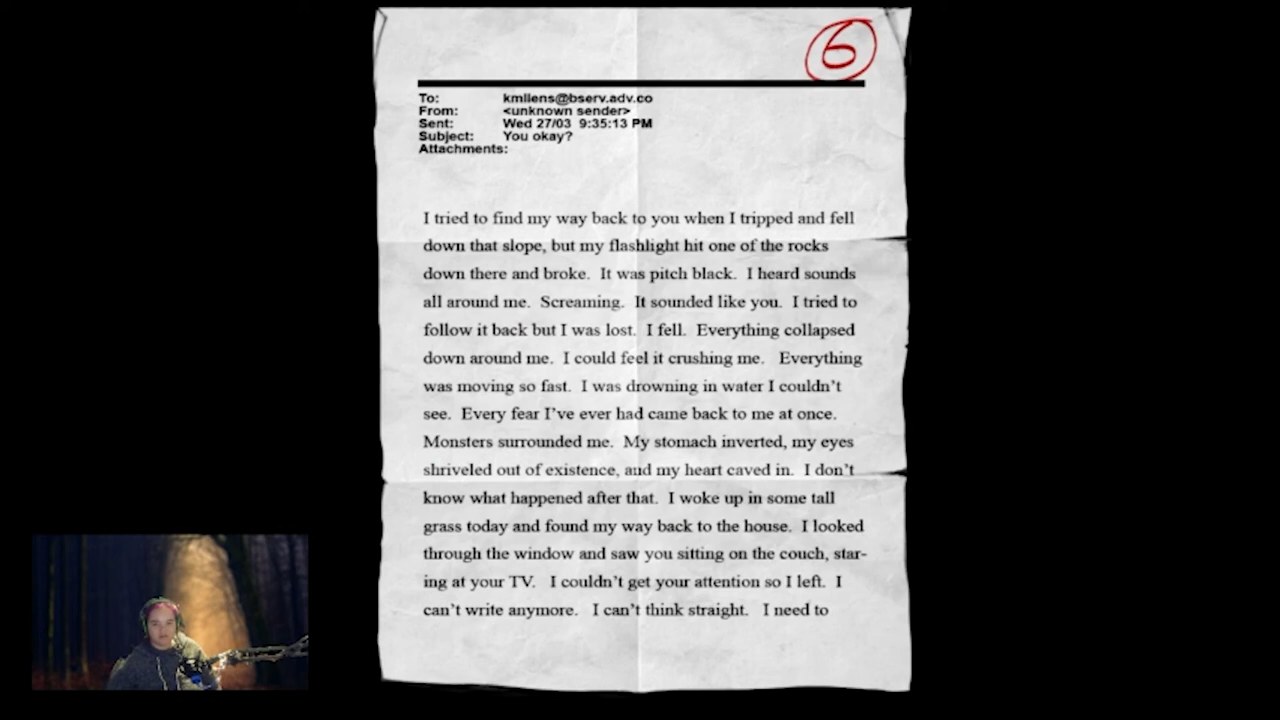 6
To: kmilens@bserv.adv.co
From: <unknown sender>
Sent: Wed 27/03 9:35:13 PM
Subject: You okay?
Attachments:
I tried to find my way back to you when I tripped and fell
down that slope, but my flashlight hit one of the rocks
down there and broke. It was pitch black. I heard sounds
all around me. Screaming. It sounded like you. I tried to
follow it back but I was lost. I fell. Everything collapsed
down around me. I could feel it crushing me. Everything
was moving so fast. I was drowning in water I couldn't
see. Every fear I've ever had came back to me at once.
Monsters surrounded me. My stomach inverted, my eyes
shriveled out of existence, and my heart caved in. I don't
know what happened after that. I woke up in some tall
grass today and found my way back to the house. I looked
through the window and saw you sitting on the couch, star-
ing at your TV. I couldn't get your attention so I left. I
can't write anymore. I can't think straight. I need to